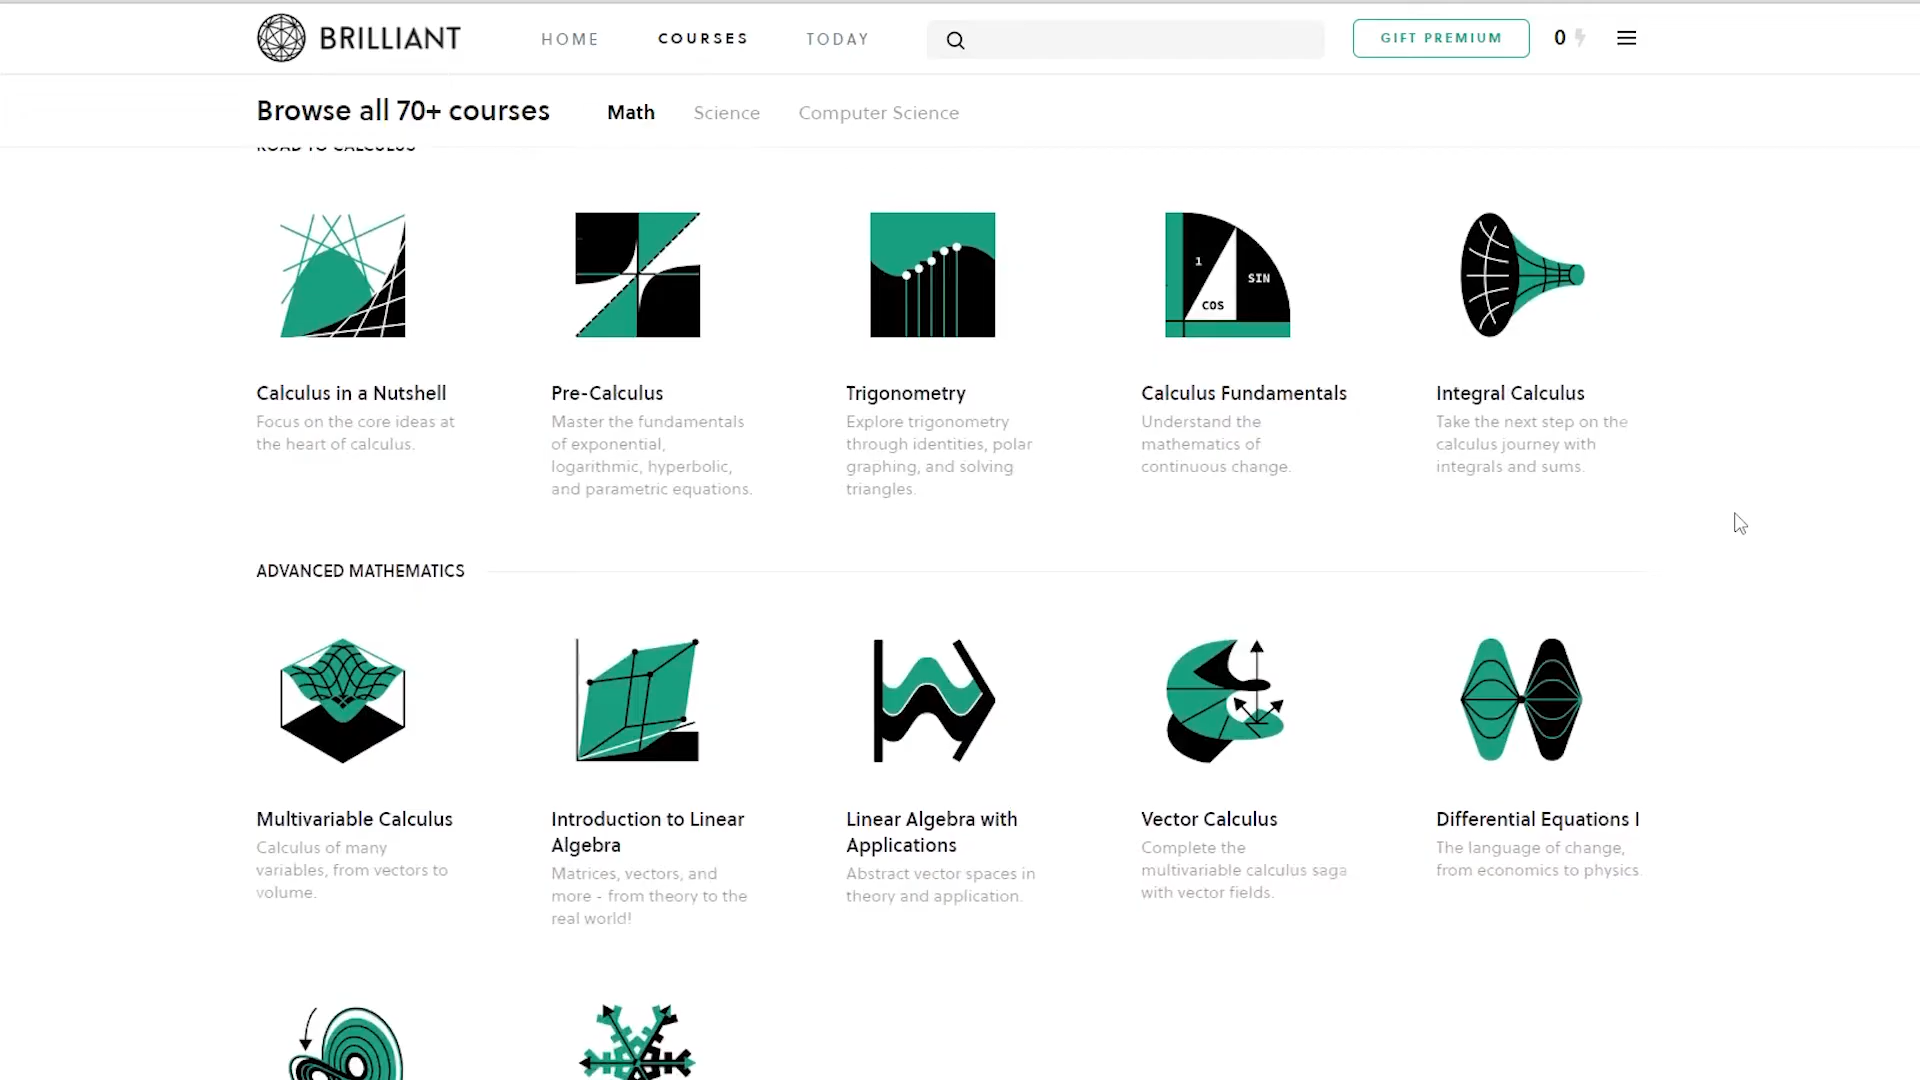 BRILLIANT
HOME
COURSES
TODAY
GIFT PREMIUM
0
Browse all 70+ courses
Math
Science
Computer Science
ROAD TO CALCULUS
1
SIN
COS
Calculus in a Nutshell
Focus on the core ideas at
the heart of calculus.
Pre-Calculus
Master the fundamentals
of exponential,
logarithmic, hyperbolic,
and parametric equations.
Trigonometry
Explore trigonometry
through identities, polar
graphing, and solving
triangles.
Calculus Fundamentals
Understand the
mathematics of
continuous change.
Integral Calculus
Take the next step on the
calculus journey with
integrals and sums.
ADVANCED MATHEMATICS
Multivariable Calculus
Calculus of many
variables, from vectors to
volume.
Introduction to Linear
Algebra
Matrices, vectors, and
more - from theory to the
real world!
Linear Algebra with
Applications
Abstract vector spaces in
theory and application.
Vector Calculus
Complete the
multivariable calculus saga
with vector fields.
Differential Equations I
The language of change,
from economics to physics.